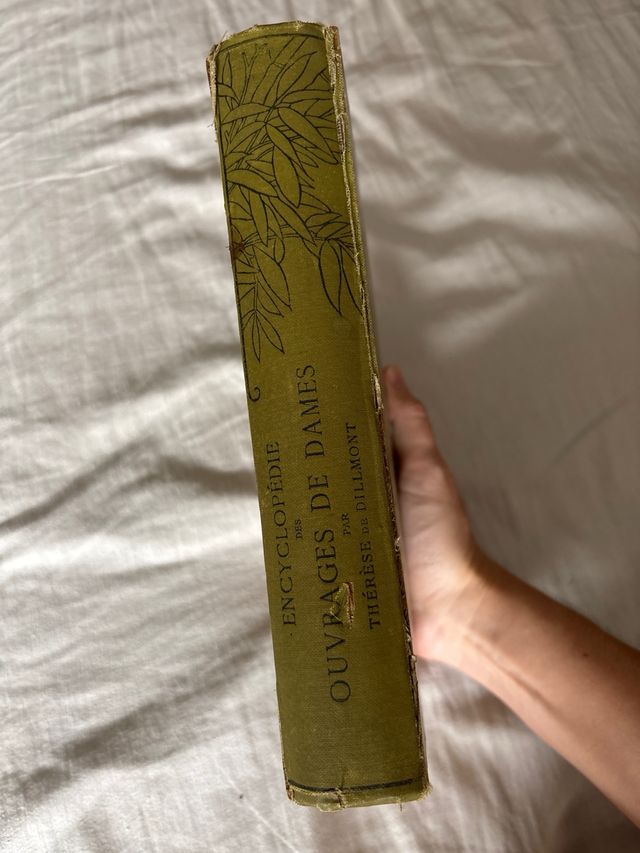 ENCYCLOPÉDIE
DES
OUVRAGES DE DAMES
PAR
THÉRÈSE DE DILLMONT